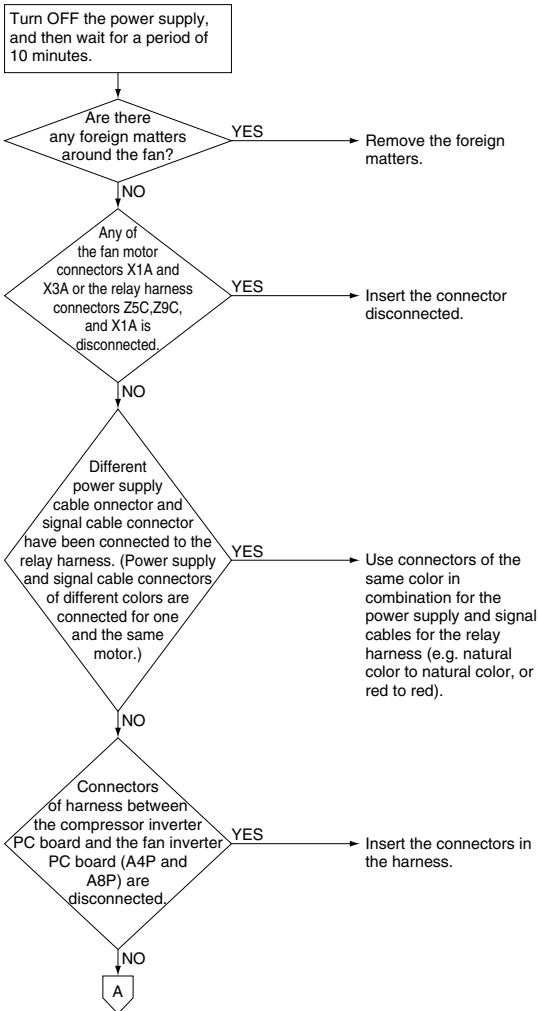 Turn OFF the power supply,
and then wait for a period of
10 minutes.
Are there
any foreign matters
around the fan?
YES
Remove the foreign
matters.
NO
Any of
the fan motor
connectors X1A and
X3A or the relay harness
connectors Z5C,Z9C,
and X1A is
disconnected.
YES
Insert the connector
disconnected.
NO
Different
power supply
cable onnector and
signal cable connector
have been connected to the
relay harness. (Power supply
and signal cable connectors
of different colors are
connected for one
and the same
motor.)
YES
Use connectors of the
same color in
combination for the
power supply and signal
cables for the relay
harness (e.g. natural
color to natural color, or
red to red).
NO
Connectors
of harness between
the compressor inverter
PC board and the fan inverter
PC board (A4P and
A8P) are
disconnected.
YES
Insert the connectors in
the harness.
NO
A